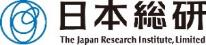 日本総研
The Japan Research Institute, Limited